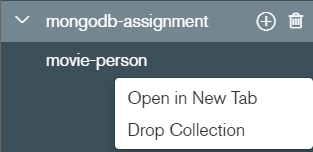 mongodb-assignment
movie-person
Open in New Tab
Drop Collection